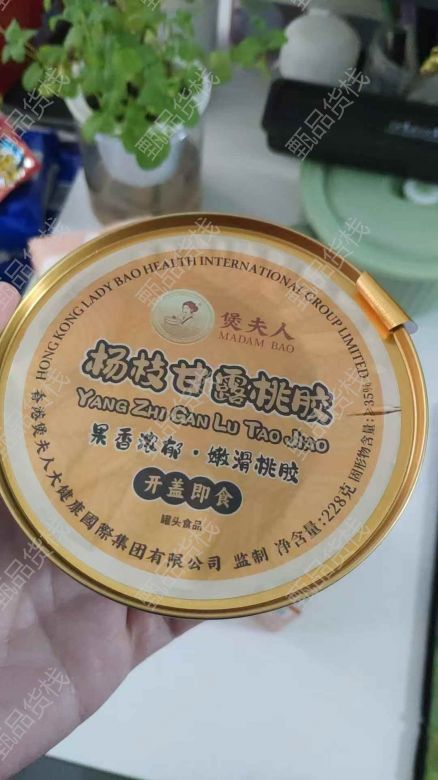 HONG KONG LADY BAO HEALTH INTERNATIONAL GROUP LIMITED
煲夫人
MADAM BAO
杨枝甘露桃胶
YANG ZHI GAN LU TAO JIAO
果香浓郁·嫩滑桃胶
开盖即食
罐头食品
香港煲夫人大健康國際集团有限公司 监制 净含量:228克 固形物含量:≥35%
甄品货栈